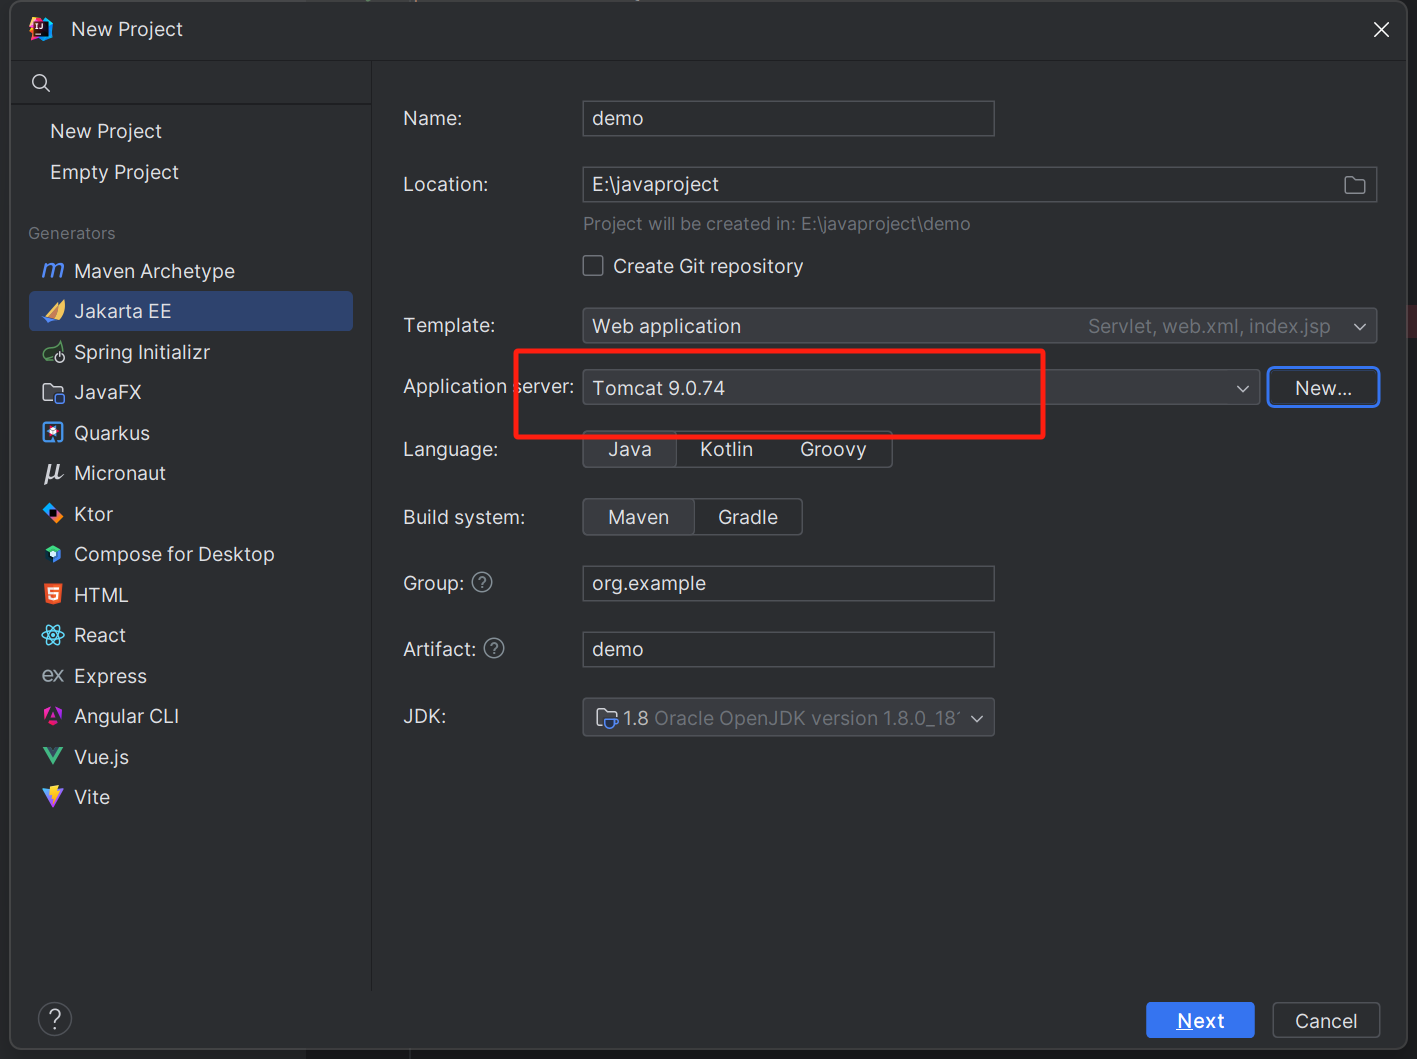 New Project
New Project
Empty Project
Generators
Maven Archetype
Jakarta EE
Spring Initializr
JavaFX
Quarkus
Micronaut
Ktor
Compose for Desktop
HTML
React
ex Express
Angular CLI
Vue.js
Vite
Name: demo
Location: E:\javaproject
Project will be created in: E:\javaproject\demo
Create Git repository
Template: Web application Servlet, web.xml, index.jsp
Application server: Tomcat 9.0.74 New...
Language: Java Kotlin Groovy
Build system: Maven Gradle
Group: ? org.example
Artifact: ? demo
JDK: 1.8 Oracle OpenJDK version 1.8.0_18
? Next Cancel